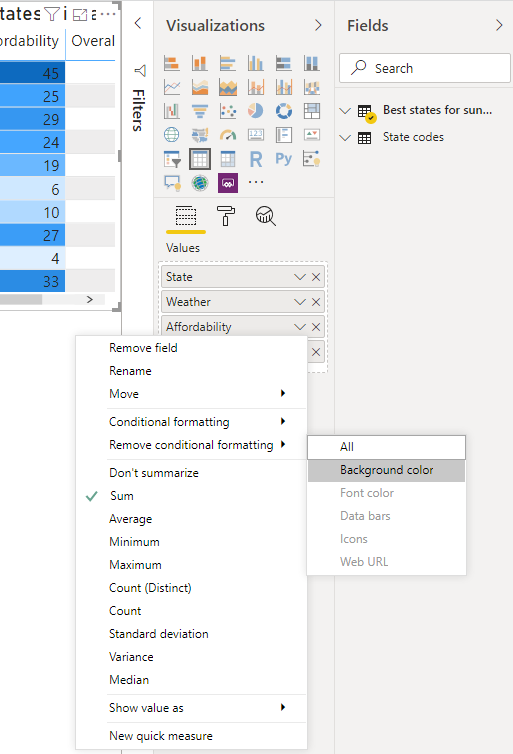 tates i a
Visualizations
Fields
ordability Overal
45
25
29
24
19
6
10
27
4
33
Filters
Search
Best states for sun...
State codes
123
R Py
Values
State
Weather
Affordability
Remove field
Rename
Move
Conditional formatting
Remove conditional formatting
Don't summarize
Sum
Average
Minimum
Maximum
Count (Distinct)
Count
Standard deviation
Variance
Median
Show value as
New quick measure
All
Background color
Font color
Data bars
Icons
Web URL